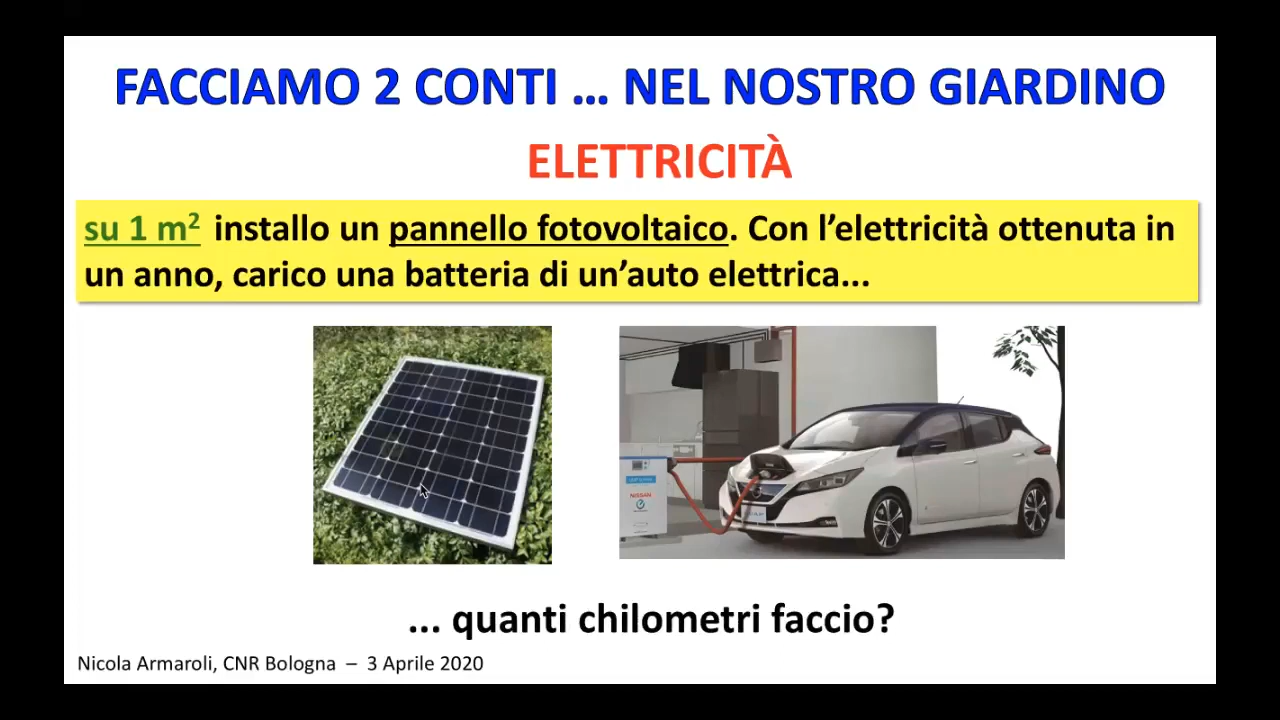 FACCIAMO 2 CONTI ... NEL NOSTRO GIARDINO
ELETTRICITÀ
su 1 m² installo un pannello fotovoltaico. Con l’elettricità ottenuta in
un anno, carico una batteria di un’auto elettrica...
NISSAN
... quanti chilometri faccio?
Nicola Armaroli, CNR Bologna – 3 Aprile 2020